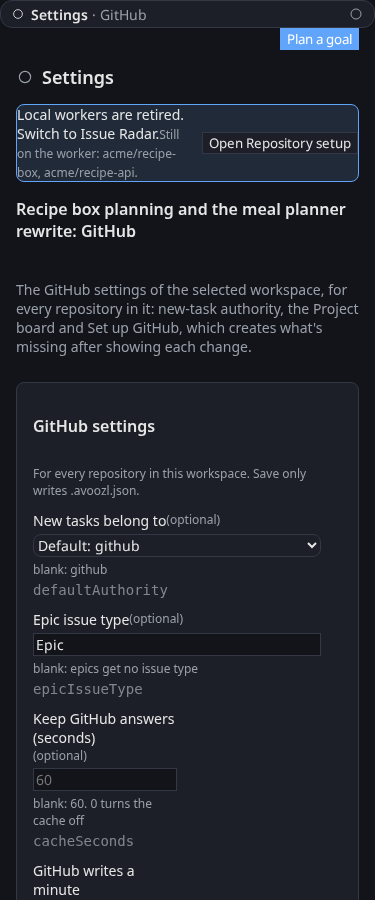 Settings · GitHub
Plan a goal
Settings
Local workers are retired.
Switch to Issue Radar.Still
on the worker: acme/recipe-
box, acme/recipe-api.
Open Repository setup
Recipe box planning and the meal planner
rewrite: GitHub
The GitHub settings of the selected workspace, for
every repository in it: new-task authority, the Project
board and Set up GitHub, which creates what's
missing after showing each change.
GitHub settings
For every repository in this workspace. Save only
writes .avoozl.json.
New tasks belong to(optional)
Default: github
blank: github
defaultAuthority
Epic issue type(optional)
Epic
blank: epics get no issue type
epicIssueType
Keep GitHub answers
(seconds)
(optional)
60
blank: 60. 0 turns the
cache off
cacheSeconds
GitHub writes a
minute